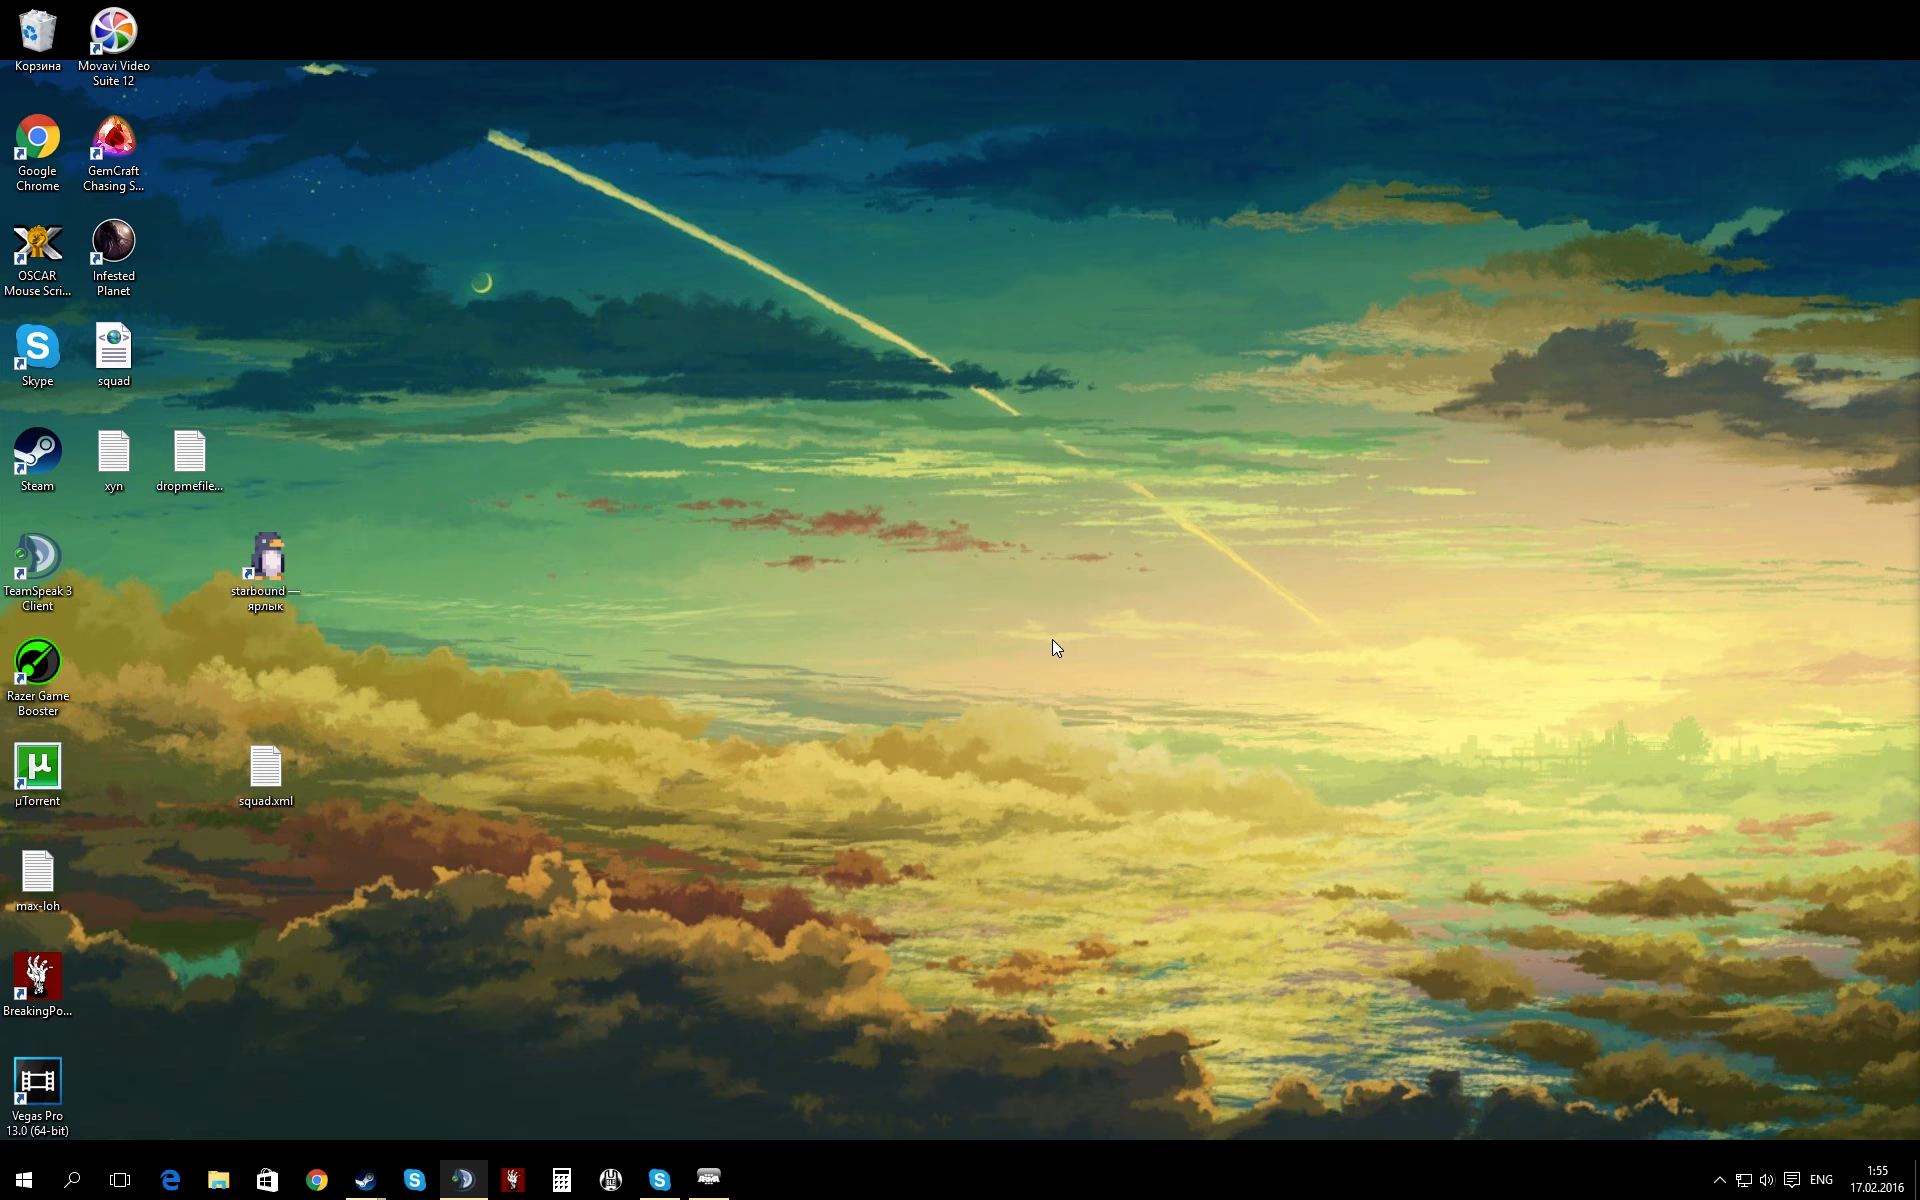 Корзина
Movavi Video
Suite 12
Google
Chrome
GemCraft
Chasing S...
OSCAR
Mouse Scri...
Infested
Planet
Skype
squad
Steam
xyn
dropmefile...
TeamSpeak 3
Client
starbound —
ярлык
Razer Game
Booster
µTorrent
squad.xml
max-loh
BreakingPo...
Vegas Pro
13.0 (64-bit)
ENG
1:55
17.02.2016